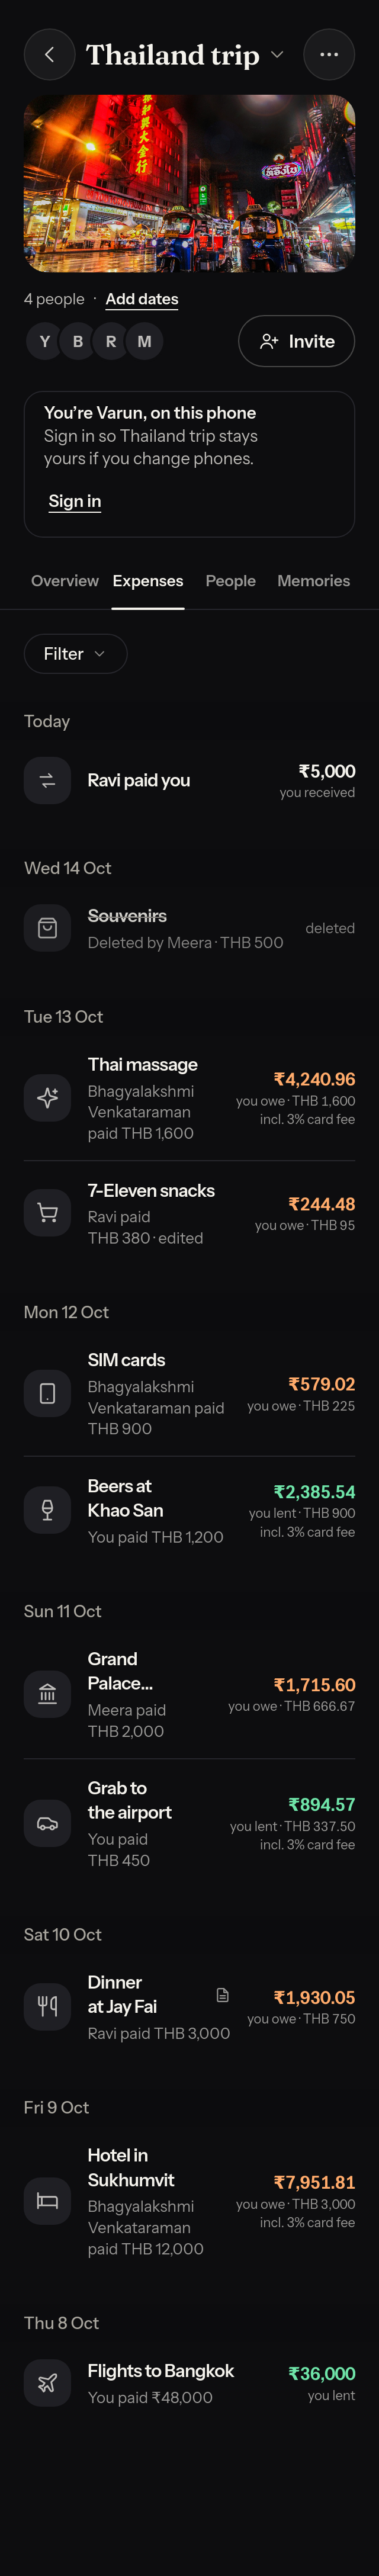 Thailand trip
4 people · Add dates
Y B R M
Invite
You're Varun, on this phone
Sign in so Thailand trip stays
yours if you change phones.
Sign in
Overview Expenses People Memories
Filter
Today
Ravi paid you
₹5,000
you received
Wed 14 Oct
Souvenirs
Deleted by Meera · THB 500
deleted
Tue 13 Oct
Thai massage
Bhagyalakshmi
Venkataraman
paid THB 1,600
₹4,240.96
you owe · THB 1,600
incl. 3% card fee
7-Eleven snacks
Ravi paid
THB 380 · edited
₹244.48
you owe · THB 95
Mon 12 Oct
SIM cards
Bhagyalakshmi
Venkataraman paid
THB 900
₹579.02
you owe · THB 225
Beers at
Khao San
You paid THB 1,200
₹2,385.54
you lent · THB 900
incl. 3% card fee
Sun 11 Oct
Grand
Palace...
Meera paid
THB 2,000
₹1,715.60
you owe · THB 666.67
Grab to
the airport
You paid
THB 450
₹894.57
you lent · THB 337.50
incl. 3% card fee
Sat 10 Oct
Dinner
at Jay Fai
Ravi paid THB 3,000
₹1,930.05
you owe · THB 750
Fri 9 Oct
Hotel in
Sukhumvit
Bhagyalakshmi
Venkataraman
paid THB 12,000
₹7,951.81
you owe · THB 3,000
incl. 3% card fee
Thu 8 Oct
Flights to Bangkok
You paid ₹48,000
₹36,000
you lent